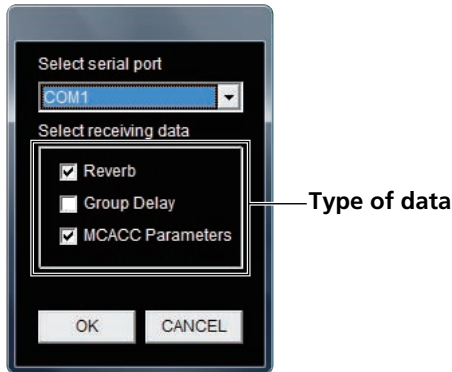 Select serial port
COM1
Select receiving data
Reverb
Group Delay
MCACC Parameters
Type of data
OK
CANCEL